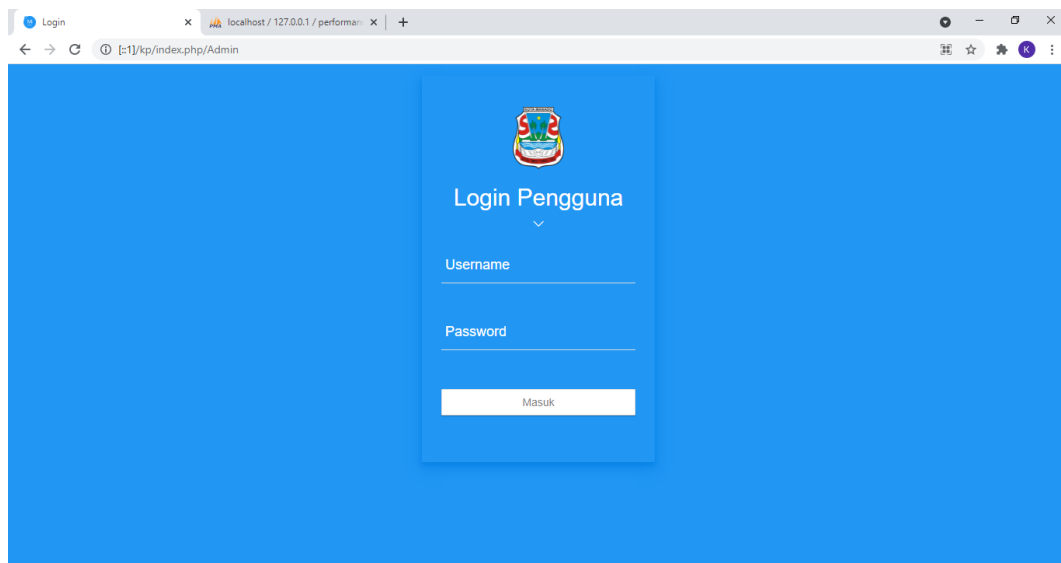 Login
localhost / 127.0.0.1 / performan
[::1]/kp/index.php/Admin
K
Login Pengguna
Username
Password
Masuk